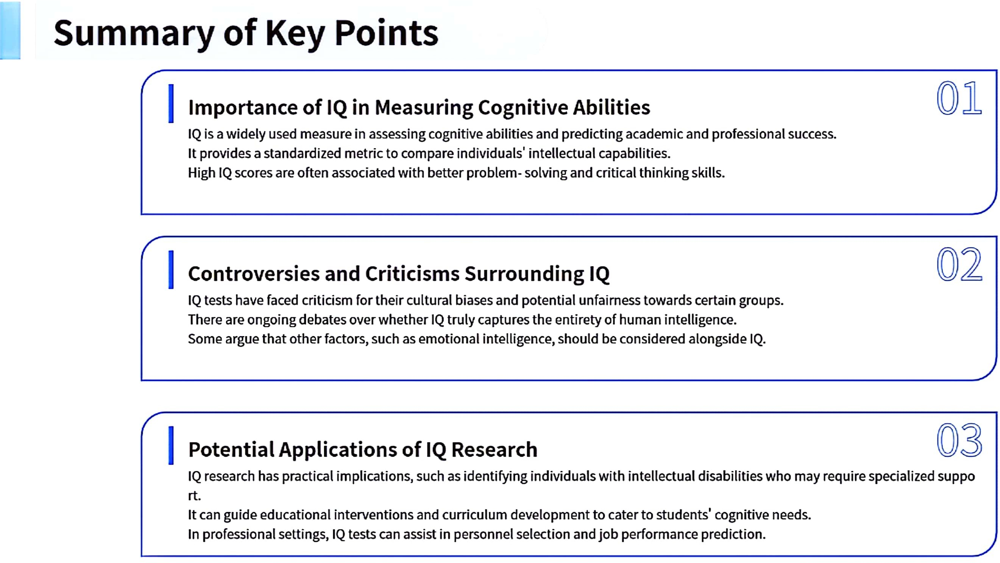 Summary of Key Points
01
Importance of IQ in Measuring Cognitive Abilities
IQ is a widely used measure in assessing cognitive abilities and predicting academic and professional success.
It provides a standardized metric to compare individuals' intellectual capabilities.
High IQ scores are often associated with better problem- solving and critical thinking skills.
02
Controversies and Criticisms Surrounding IQ
IQ tests have faced criticism for their cultural biases and potential unfairness towards certain groups.
There are ongoing debates over whether IQ truly captures the entirety of human intelligence.
Some argue that other factors, such as emotional intelligence, should be considered alongside IQ.
03
Potential Applications of IQ Research
IQ research has practical implications, such as identifying individuals with intellectual disabilities who may require specialized suppo
rt.
It can guide educational interventions and curriculum development to cater to students' cognitive needs.
In professional settings, IQ tests can assist in personnel selection and job performance prediction.